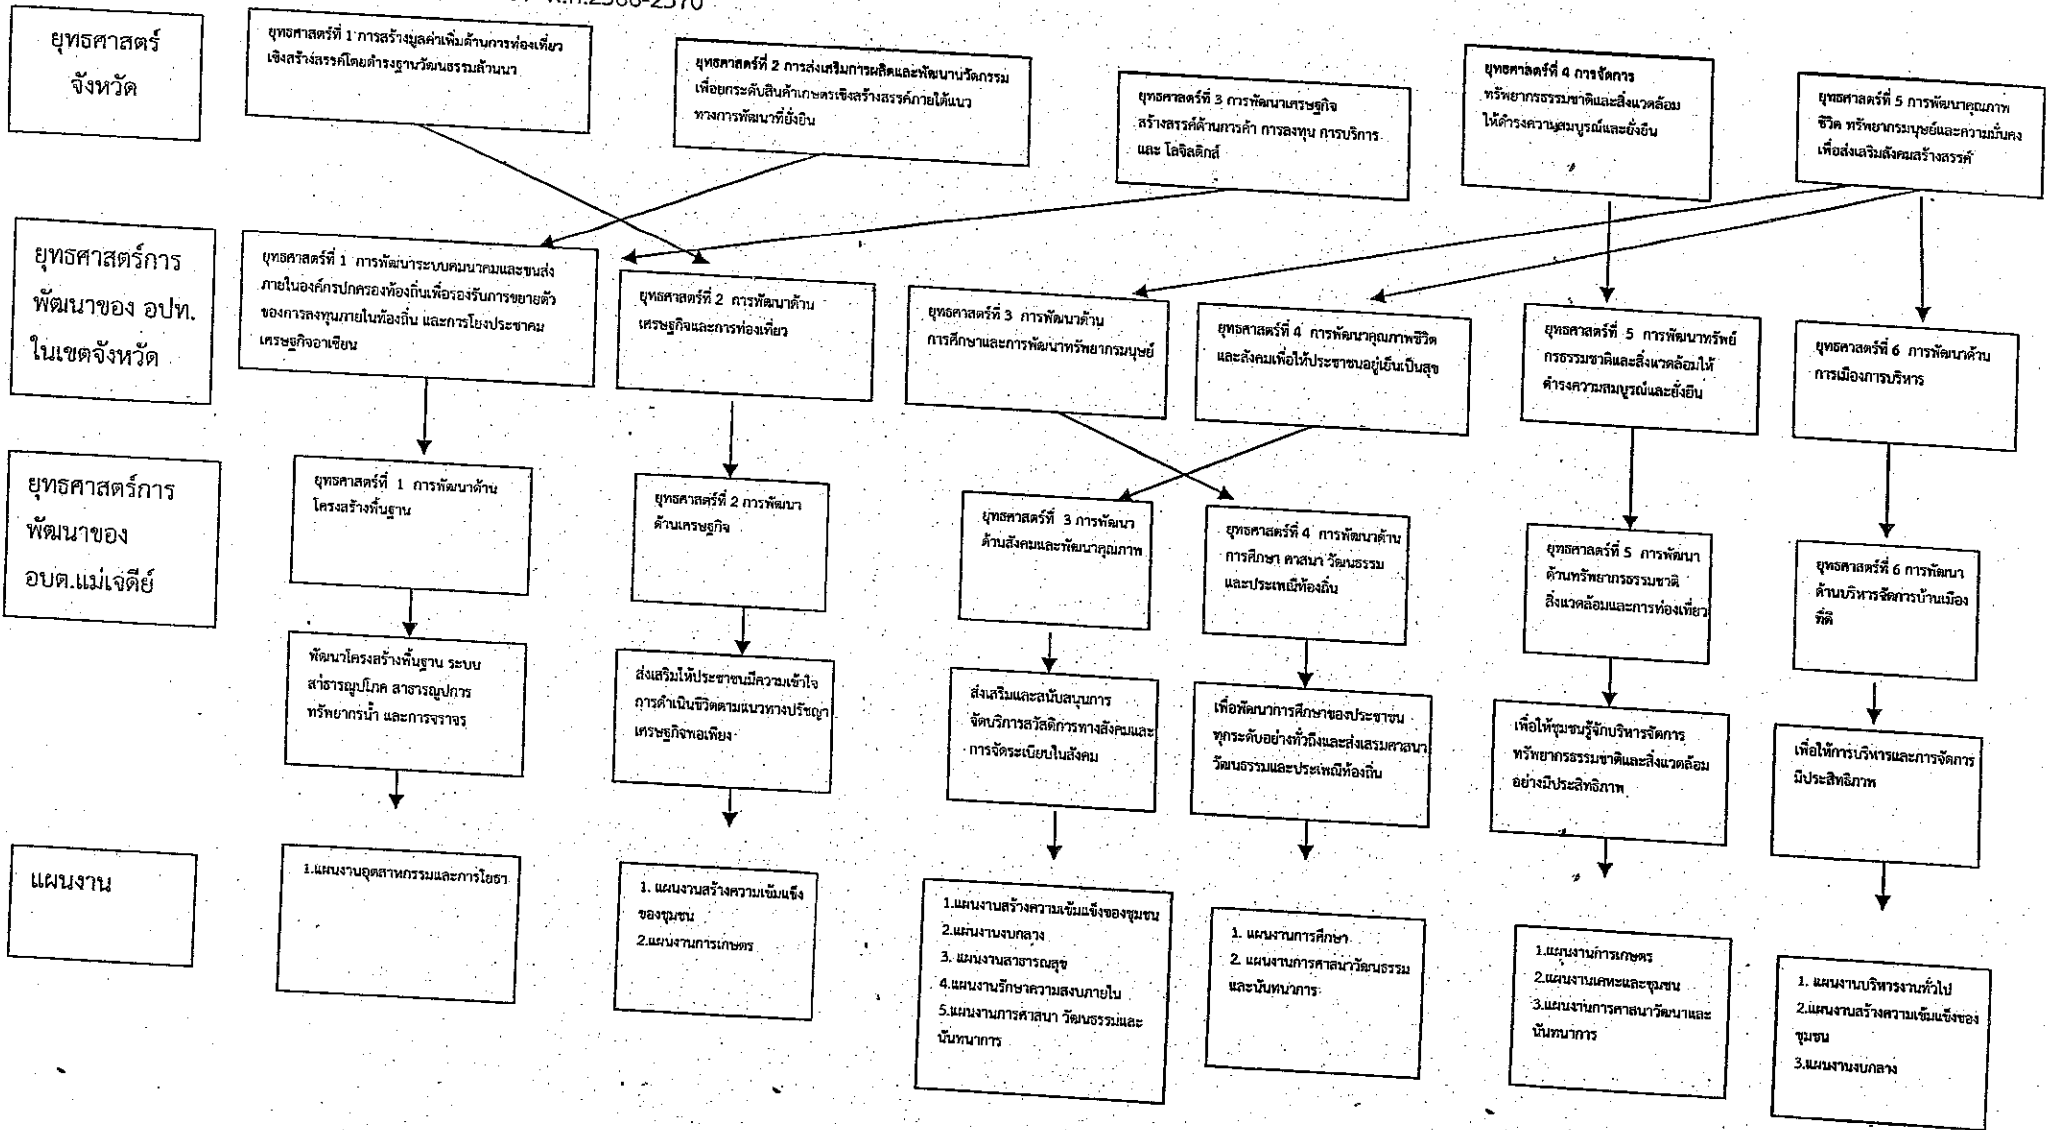 2566-2570
ยุทธศาสตร์
จังหวัด
ยุทธศาสตร์ที่ 1 การสร้างมูลค่าเพิ่มด้านการท่องเที่ยว
เชิงสร้างสรรค์โดยดำรงฐานวัฒนธรรมล้านนา
ยุทธศาสตร์ที่ 2 การส่งเสริมการผลิตและพัฒนานวัตกรรม
เพื่อยกระดับสินค้าเกษตรเชิงสร้างสรรค์ภายใต้แนว
ทางการพัฒนาที่ยั่งยืน
ยุทธศาสตร์ที่ 3 การพัฒนาเศรษฐกิจ
สร้างสรรค์ด้านการค้า การลงทุน การบริการ
และ โลจิสติกส์
ยุทธศาสตร์ที่ 4 การจัดการ
ทรัพยากรธรรมชาติและสิ่งแวดล้อม
ให้ดำรงความสมบูรณ์และยั่งยืน
ยุทธศาสตร์ที่ 5 การพัฒนาคุณภาพ
ชีวิต ทรัพยากรมนุษย์และความมั่นคง
เพื่อส่งเสริมสังคมสร้างสรรค์
ยุทธศาสตร์การ
พัฒนาของ อปท.
ในเขตจังหวัด
ยุทธศาสตร์ที่ 1 การพัฒนาระบบคมนาคมและขนส่ง
ภายในองค์กรปกครองท้องถิ่นเพื่อรองรับการขยายตัว
ของการลงทุนภายในท้องถิ่น และการโยงประชาคม
เศรษฐกิจอาเซียน
ยุทธศาสตร์ที่ 2 การพัฒนาด้าน
เศรษฐกิจและการท่องเที่ยว
ยุทธศาสตร์ที่ 3 การพัฒนาด้าน
การศึกษาและการพัฒนาทรัพยากรมนุษย์
ยุทธศาสตร์ที่ 4 การพัฒนาคุณภาพชีวิต
และสังคมเพื่อให้ประชาชนอยู่เย็นเป็นสุข
ยุทธศาสตร์ที่ 5 การพัฒนาทรัพย์
กรธรรมชาติและสิ่งแวดล้อมให้
ดำรงความสมบูรณ์และยั่งยืน
ยุทธศาสตร์ที่ 6 การพัฒนาด้าน
การเมืองการบริหาร
ยุทธศาสตร์การ
พัฒนาของ
อบต.แม่เจดีย์
ยุทธศาสตร์ที่ 1 การพัฒนาด้าน
โครงสร้างพื้นฐาน
ยุทธศาสตร์ที่ 2 การพัฒนา
ด้านเศรษฐกิจ
ยุทธศาสตร์ที่ 3 การพัฒนา
ด้านสังคมและพัฒนาคุณภาพ
ยุทธศาสตร์ที่ 4 การพัฒนาด้าน
การศึกษา ศาสนา วัฒนธรรม
และประเพณีท้องถิ่น
ยุทธศาสตร์ที่ 5 การพัฒนา
ด้านทรัพยากรธรรมชาติ
สิ่งแวดล้อมและการท่องเที่ยว
ยุทธศาสตร์ที่ 6 การพัฒนา
ด้านบริหารจัดการบ้านเมือง
ที่ดี
พัฒนาโครงสร้างพื้นฐาน ระบบ
สาธารณูปโภค สาธารณูปการ
ทรัพยากรน้ำ และการจราจร
ส่งเสริมให้ประชาชนมีความเข้าใจ
การดำเนินชีวิตตามแนวทางปรัชญา
เศรษฐกิจพอเพียง
ส่งเสริมและสนับสนุนการ
จัดบริการสวัสดิการทางสังคมและ
การจัดระเบียบในสังคม
เพื่อพัฒนาการศึกษาของประชาชน
ทุกระดับอย่างทั่วถึงและส่งเสรมศาสนา
วัฒนธรรมและประเพณีท้องถิ่น
เพื่อให้ชุมชนรู้จักบริหารจัดการ
ทรัพยากรธรรมชาติและสิ่งแวดล้อม
อย่างมีประสิทธิภาพ
เพื่อให้การบริหารและการจัดการ
มีประสิทธิภาพ
แผนงาน
1.แผนงานอุตสาหกรรมและการโยธา
1. แผนงานสร้างความเข้มแข็ง
ของชุมชน
2.แผนงานการเกษตร
1.แผนงานสร้างความเข้มแข็งของชุมชน
2.แผนงานงบกลาง
3. แผนงานสาธารณสุข
4.แผนงานรักษาความสงบภายใน
5.แผนงานการศาสนา วัฒนธรรมและ
นันทนาการ
1. แผนงานการศึกษา
2. แผนงานการศาสนาวัฒนธรรม
และนันทนาการ
1.แผนงานการเกษตร
2.แผนงานเคหะและชุมชน
3.แผนงานการศาสนาวัฒนาและ
นันทนาการ
1. แผนงานบริหารงานทั่วไป
2.แผนงานสร้างความเข้มแข็งของ
ชุมชน
3.แผนงานงบกลาง